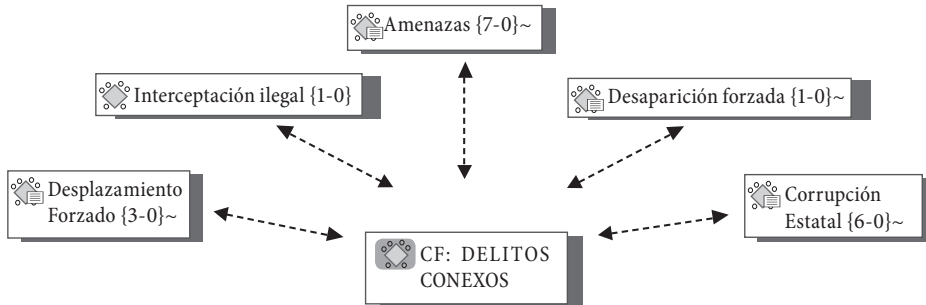 Amenazas {7-0}~
Interceptación ilegal {1-0}
Desaparición forzada {1-0}~
Desplazamiento
Forzado {3-0}~
Corrupción
Estatal {6-0}~
CF: DELITOS
CONEXOS